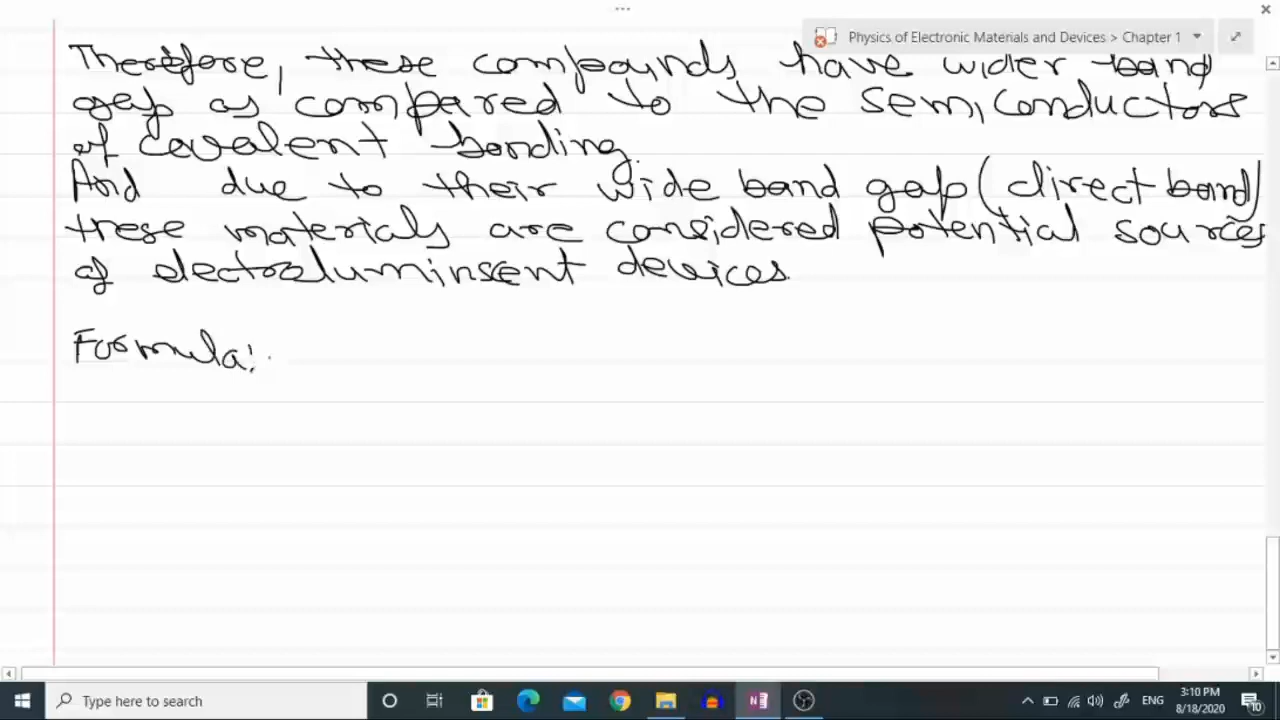 ...
Physics of Electronic Materials and Devices > Chapter 1
Therefore, these compounds have wider band
gap as compared to the semiconductors
of covalent bonding.
And due to their wide band gap (direct band)
these materials are considered potential sources
of electroluminscent devices
Formula:
Type here to search
ENG
3:10 PM
8/18/2020
10